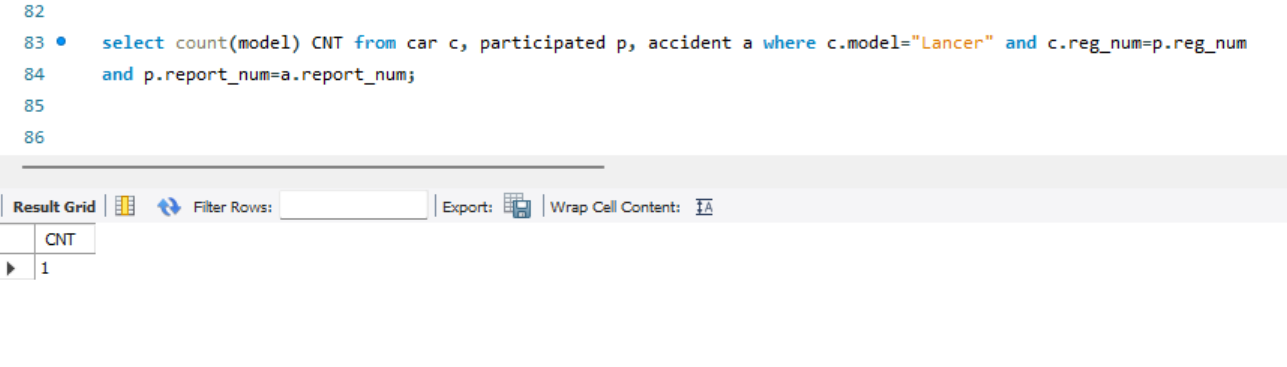 82
83 select count(model) CNT from car c, participated p, accident a where c.model="Lancer" and c.reg_num=p.reg_num
84 and p.report_num=a.report_num;
85
86
Result Grid Filter Rows: Export: Wrap Cell Content: IA
CNT
1